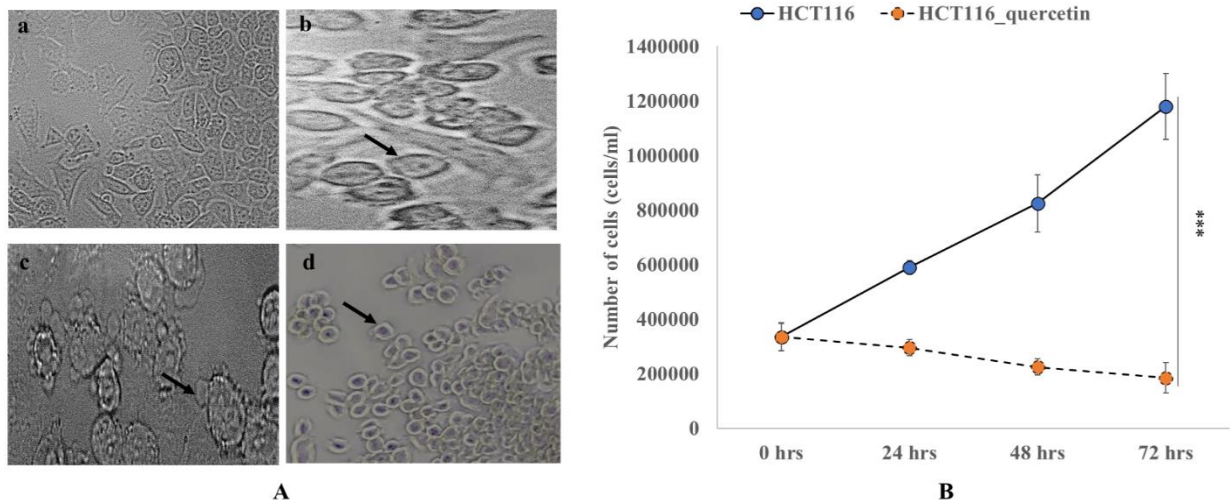 a
b
c
d
A
HCT116
HCT116_quercetin
Number of cells (cells/ml)
1400000
1200000
1000000
800000
600000
400000
200000
0
0 hrs
24 hrs
48 hrs
72 hrs
***
B